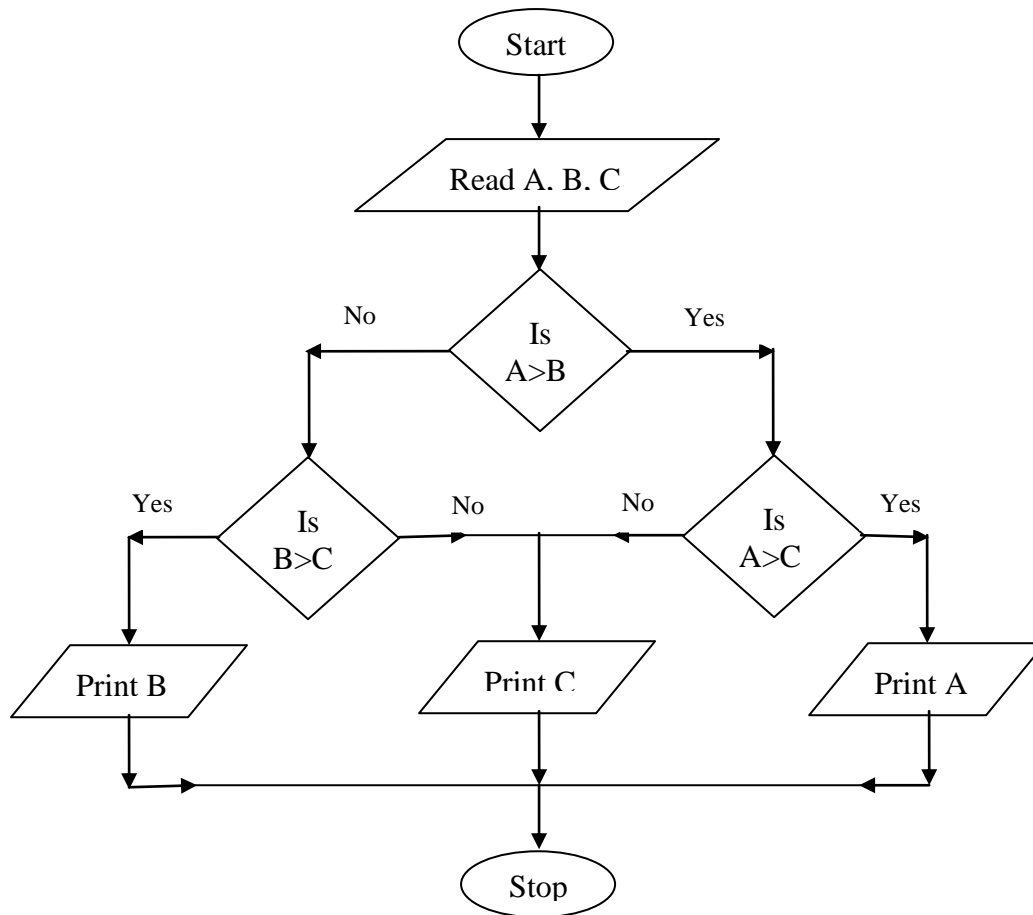 Start
Read A, B, C
No
Yes
Is
A>B
Yes
Is
B>C
No
No
Is
A>C
Yes
Print B
Print C
Print A
Stop